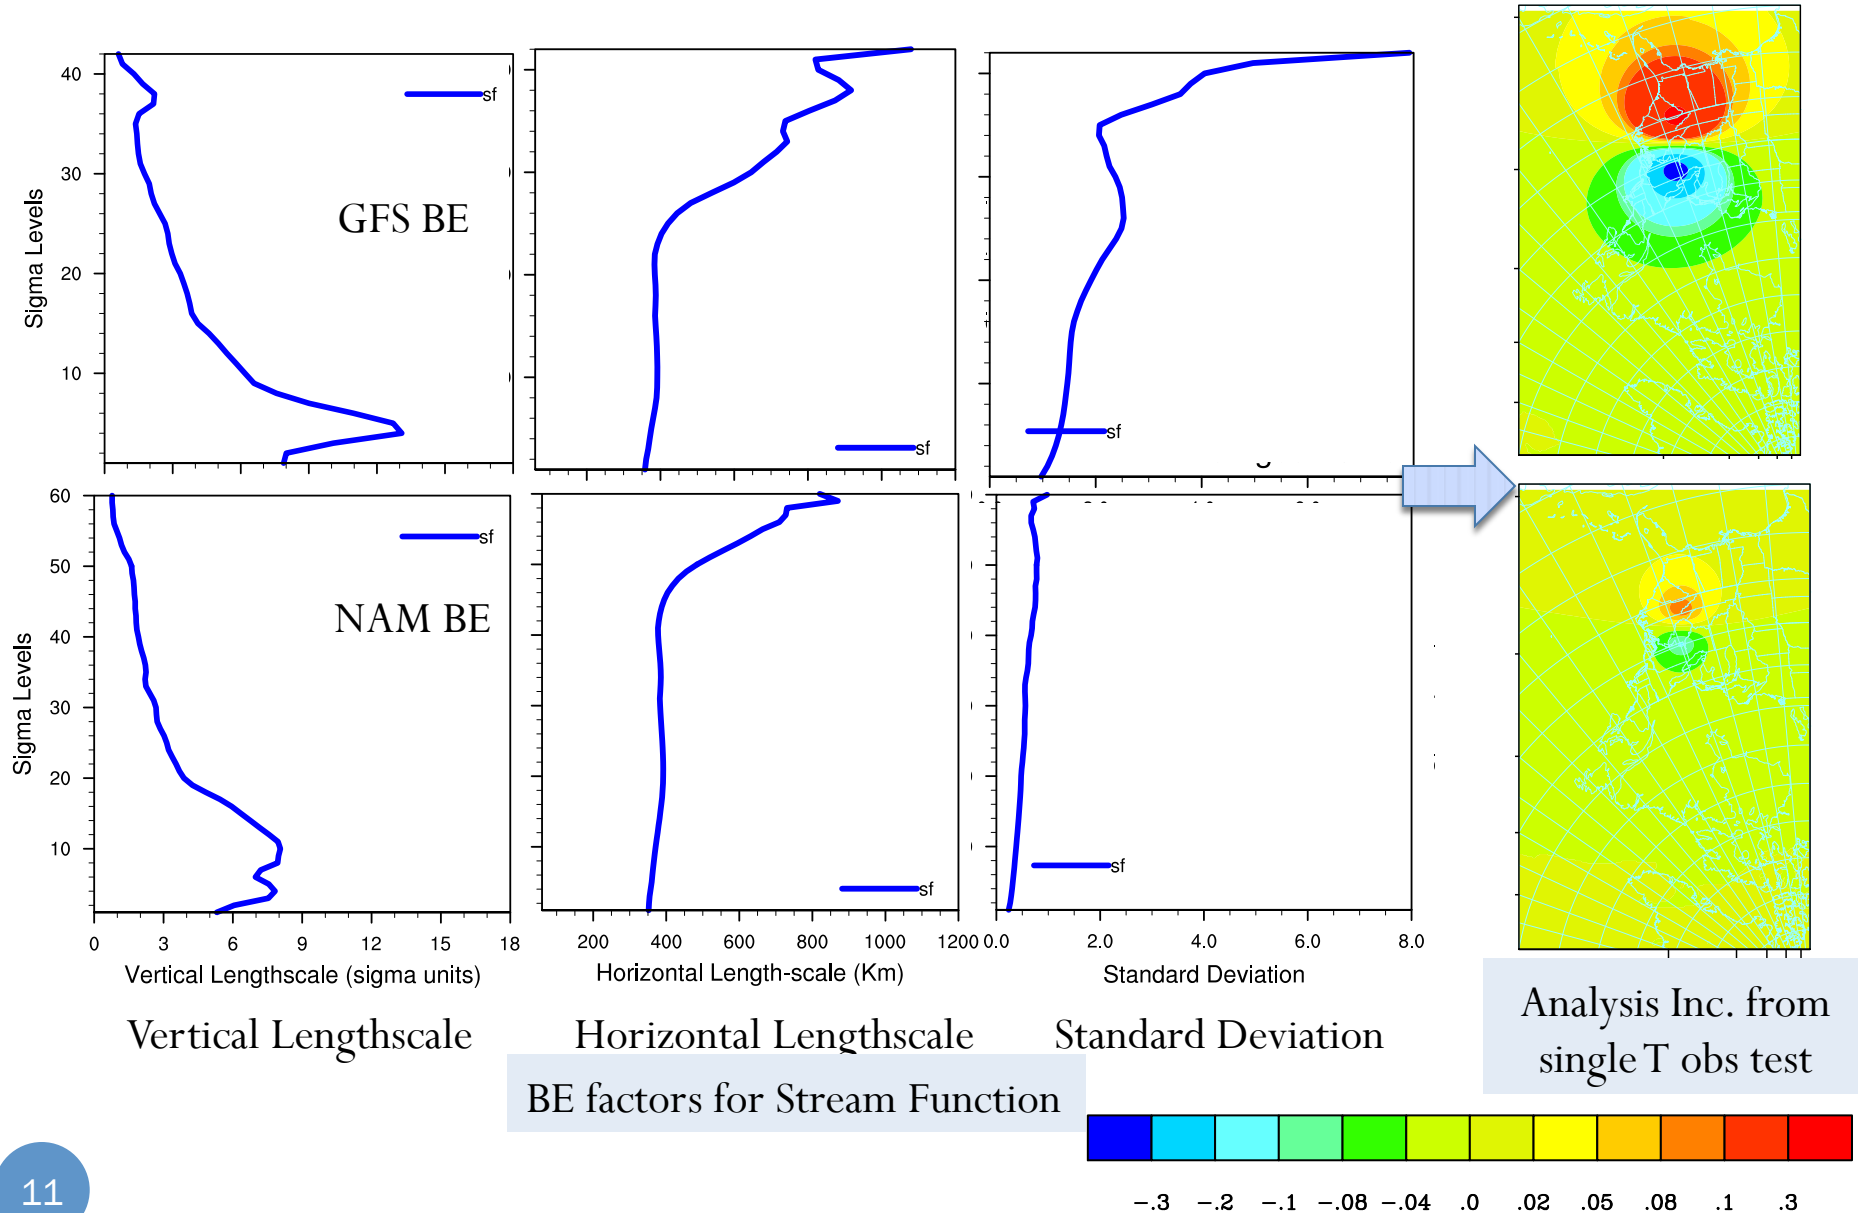 40
30
20
10
Sigma Levels
sf
GFS BE
sf
sf
2.0
6.0
60
50
40
30
20
10
Sigma Levels
sf
NAM BE
sf
sf
0 3 6 9 12 15 18
Vertical Lengthscale (sigma units)
200 400 600 800 1000 1200
Horizontal Length-scale (Km)
0.0 2.0 4.0 6.0 8.0
Standard Deviation
Vertical Lengthscale
Horizontal Lengthscale
Standard Deviation
BE factors for Stream Function
Analysis Inc. from
single T obs test
-.3 -.2 -.1 -.08 -.04 .0 .02 .05 .08 .1 .3
11